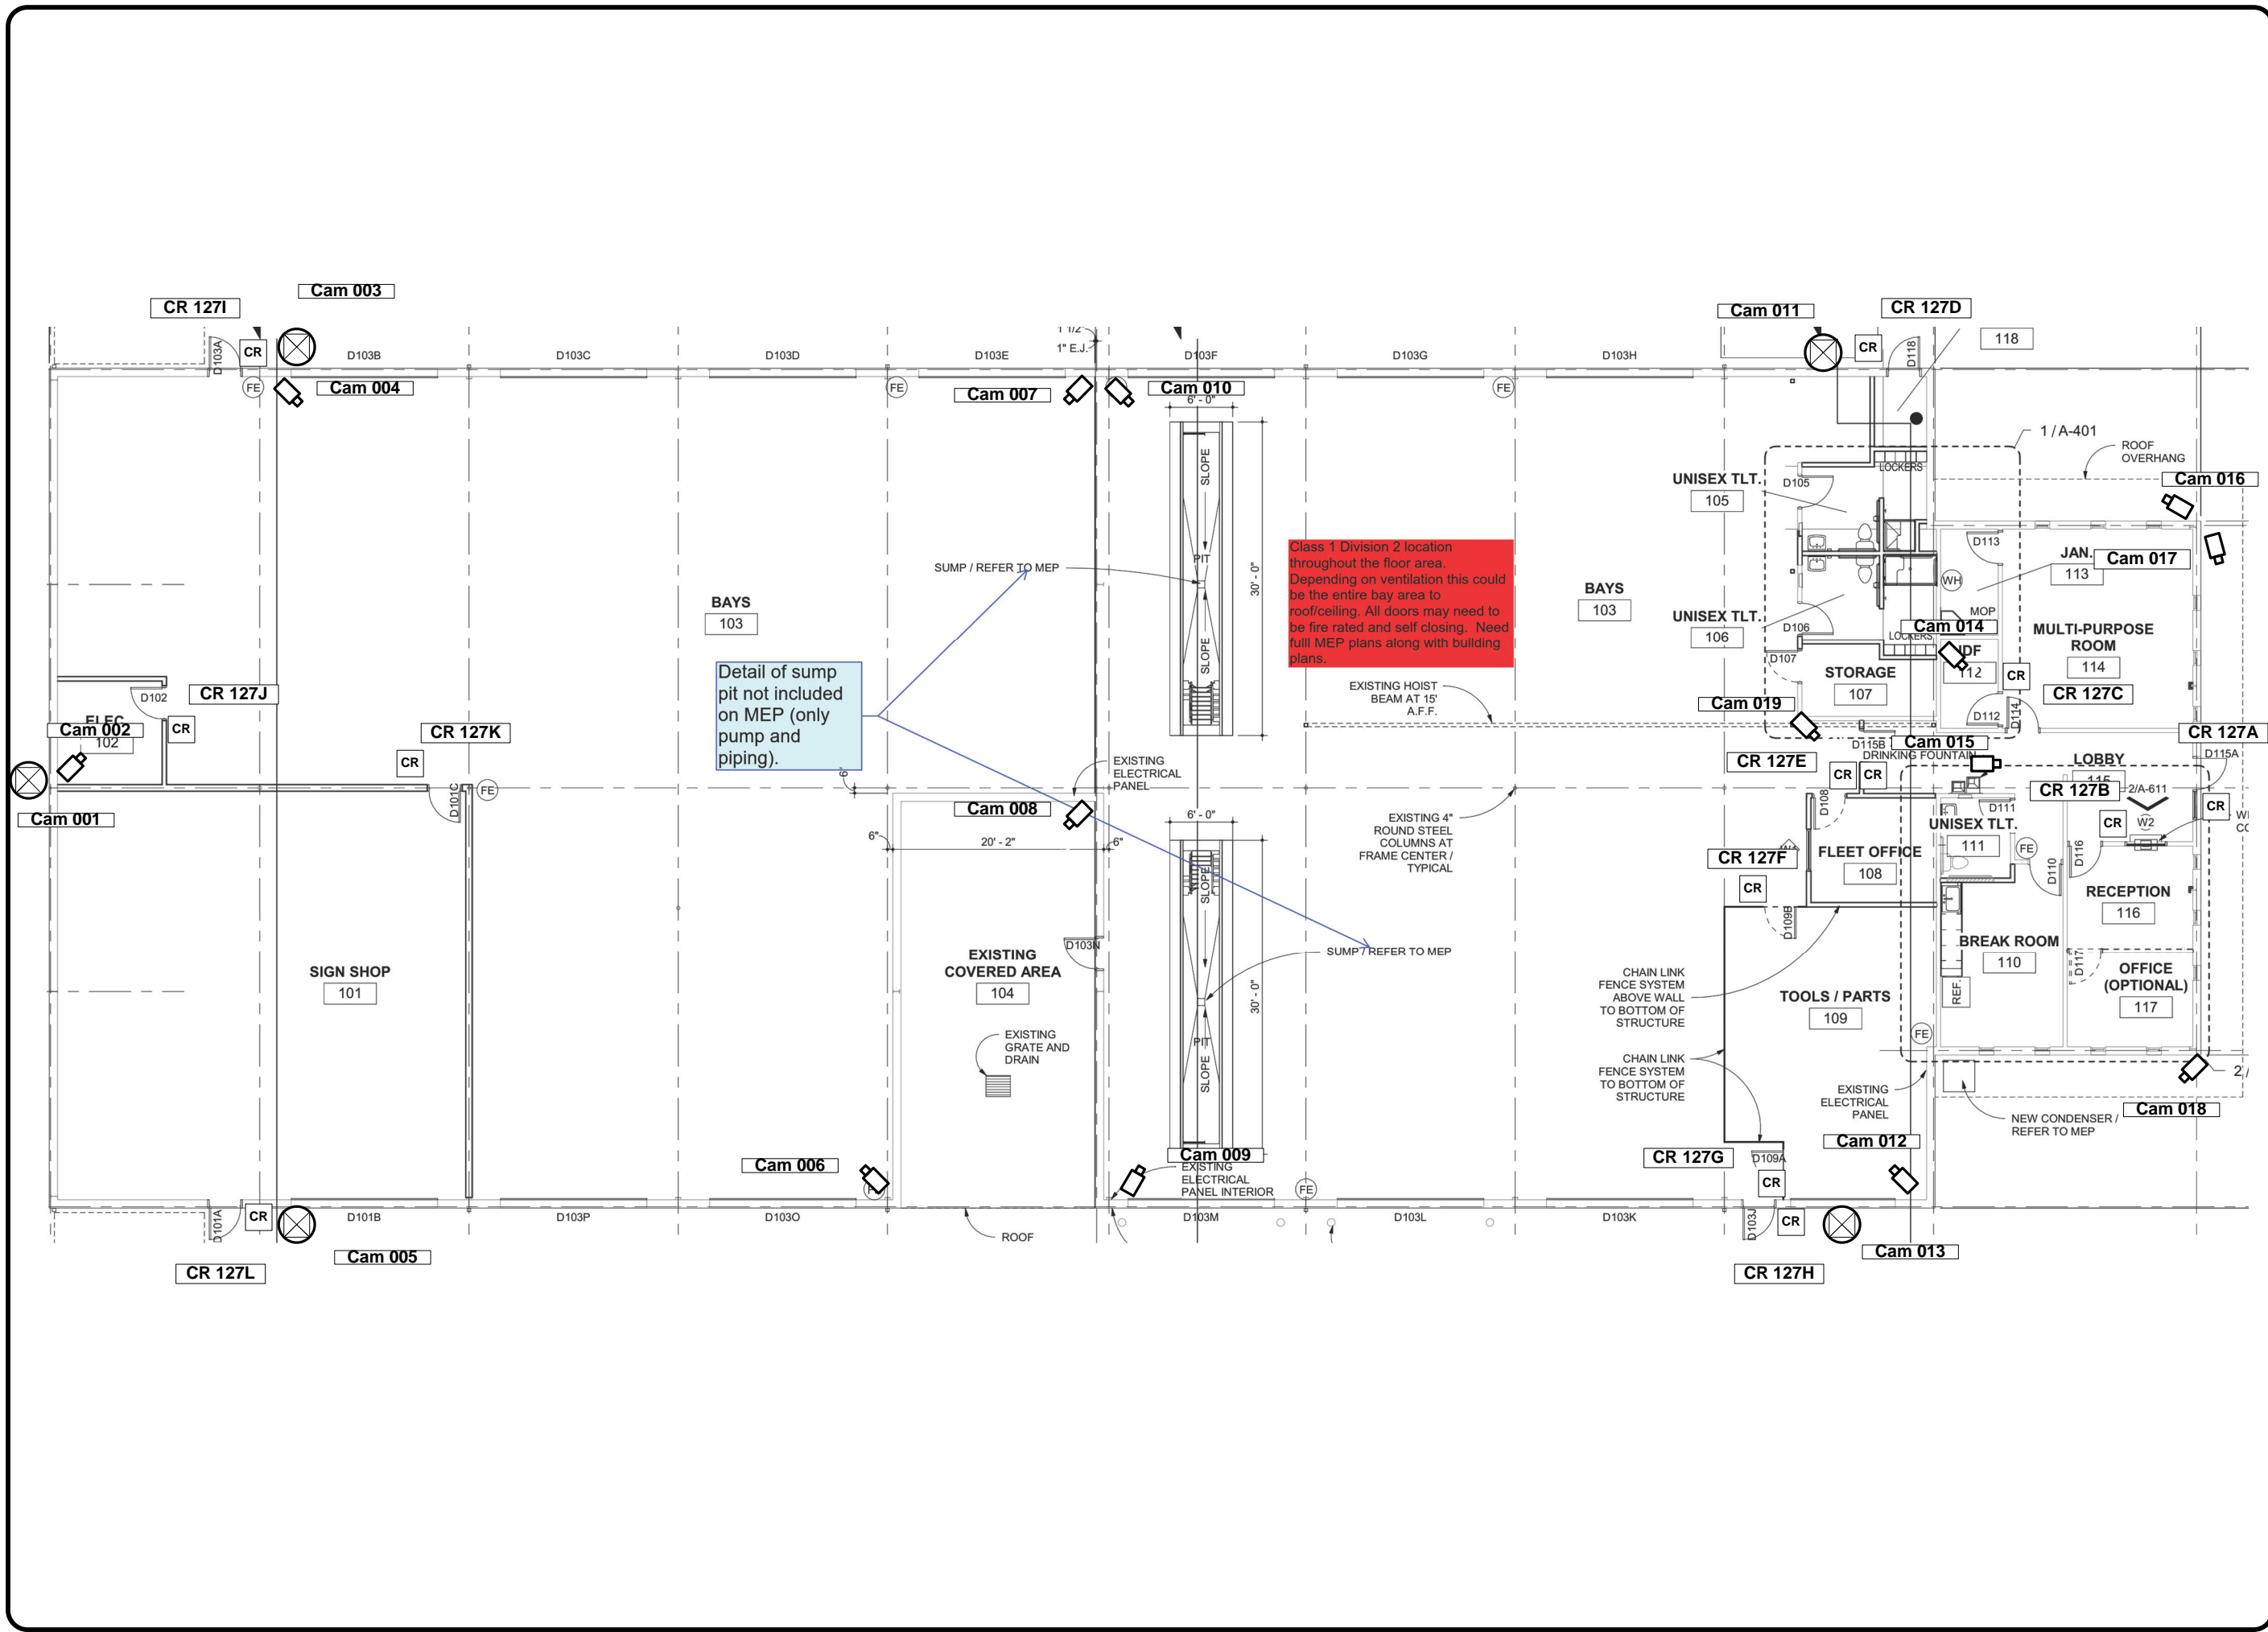 Cam 003
CR 127I
Cam 011
CR 127D
118
1 1/2"
1" E.J.
D103A
CR
D103B
D103C
D103D
D103E
D103F
D103G
D103H
CR
D118
FE
Cam 004
FE
Cam 007
Cam 010
FE
6' - 0"
1 / A-401
ROOF
OVERHANG
SLOPE
LOCKERS
UNISEX TLT.
105
D105
Cam 016
SUMP / REFER TO MEP
PIT
30' - 0"
Class 1 Division 2 location
throughout the floor area.
Depending on ventilation this could
be the entire bay area to
roof/ceiling. All doors may need to
be fire rated and self closing. Need
fulll MEP plans along with building
plans.
D113
JAN.
113
Cam 017
WH
BAYS
103
BAYS
103
UNISEX TLT.
106
D106
MOP
Cam 014
LOCKERS
MULTI-PURPOSE
ROOM
114
SLOPE
Detail of sump
pit not included
on MEP (only
pump and
piping).
D107
STORAGE
107
IDF
112
CR
CR 127C
D102
CR 127J
EXISTING HOIST
BEAM AT 15'
A.F.F.
Cam 019
D112
D114
ELEC.
Cam 002
102
CR
CR 127K
CR
CR 127A
D115B
Cam 015
DRINKING FOUNTAIN
D115A
LOBBY
115
CR 127E
CR
CR
CR 127B
2/A-611
EXISTING
ELECTRICAL
PANEL
6"
D101C
FE
Cam 001
Cam 008
6' - 0"
D108
D111
CR
W2
CR
6"
20' - 2"
6"
EXISTING 4"
ROUND STEEL
COLUMNS AT
FRAME CENTER /
TYPICAL
UNISEX TLT.
111
FE
D110
D116
CR 127F
FLEET OFFICE
108
CR
SLOPE
RECEPTION
116
D109B
D103N
SUMP / REFER TO MEP
EXISTING
COVERED AREA
104
SIGN SHOP
101
BREAK ROOM
110
D117
OFFICE
(OPTIONAL)
117
REF.
CHAIN LINK
FENCE SYSTEM
ABOVE WALL
TO BOTTOM OF
STRUCTURE
TOOLS / PARTS
109
30' - 0"
FE
EXISTING
GRATE AND
DRAIN
PIT
SLOPE
CHAIN LINK
FENCE SYSTEM
TO BOTTOM OF
STRUCTURE
EXISTING
ELECTRICAL
PANEL
2 /
Cam 018
NEW CONDENSER /
REFER TO MEP
Cam 012
Cam 006
Cam 009
EXISTING
ELECTRICAL
PANEL INTERIOR
FE
CR 127G
D109A
CR
D101A
CR
D101B
D103P
D103O
D103M
D103L
D103K
D103J
CR
ROOF
Cam 005
Cam 013
CR 127L
CR 127H